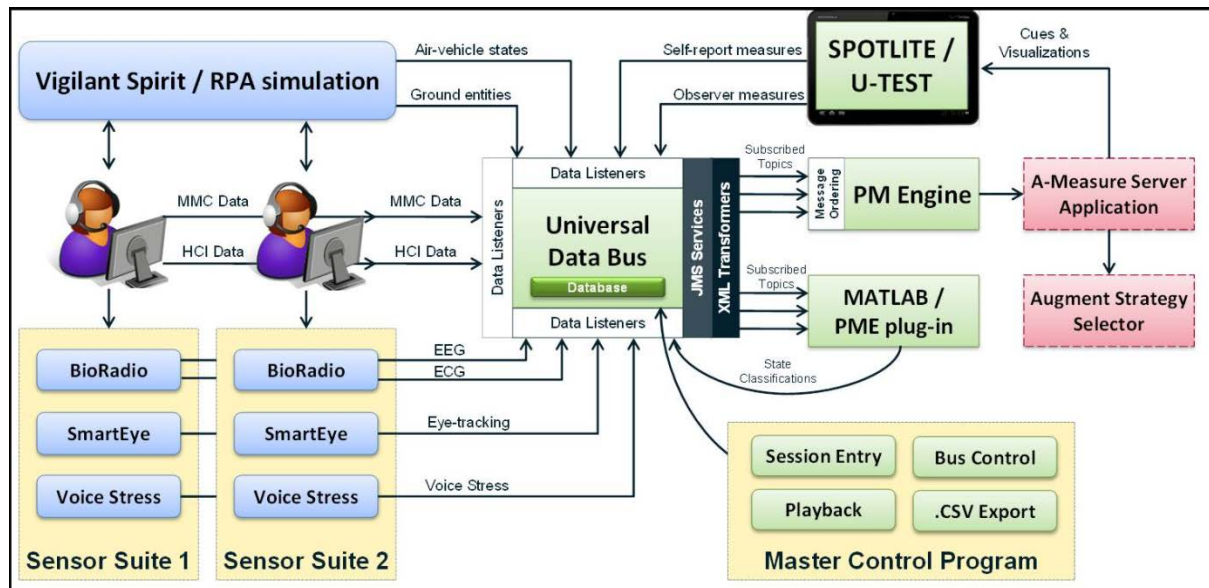 Vigilant Spirit / RPA simulation
Air-vehicle states
Ground entities
Self-report measures
Observer measures
SPOTLITE /
U-TEST
Cues &
Visualizations
MMC Data
MMC Data
HCI Data
HCI Data
Data Listeners
Data Listeners
Universal
Data Bus
Database
Data Listeners
JMS Services
XML Transformers
Subscribed
Topics
Message
Ordering
PM Engine
A-Measure Server
Application
Subscribed
Topics
MATLAB /
PME plug-in
Augment Strategy
Selector
State
Classifications
BioRadio
SmartEye
Voice Stress
Sensor Suite 1
BioRadio
SmartEye
Voice Stress
Sensor Suite 2
EEG
ECG
Eye-tracking
Voice Stress
Session Entry
Bus Control
Playback
.CSV Export
Master Control Program